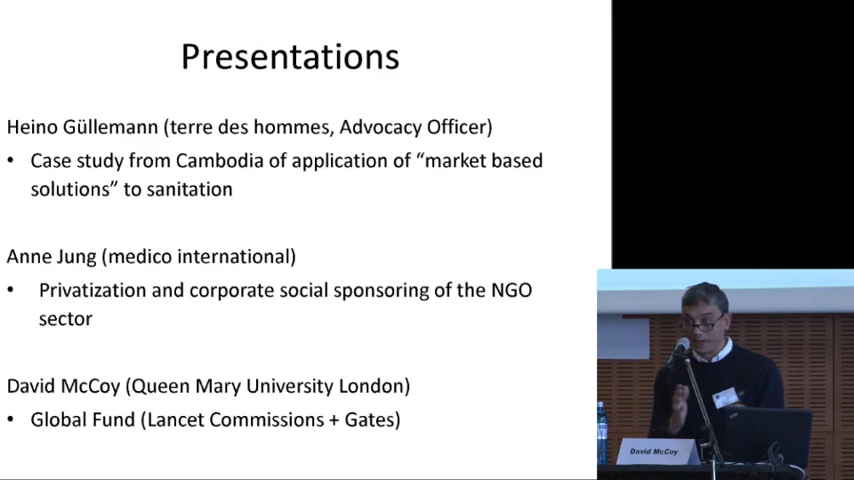 Presentations
Heino Güllemann (terre des hommes, Advocacy Officer)
• Case study from Cambodia of application of “market based
solutions” to sanitation
Anne Jung (medico international)
• Privatization and corporate social sponsoring of the NGO
sector
David McCoy (Queen Mary University London)
• Global Fund (Lancet Commissions + Gates)
David McCoy